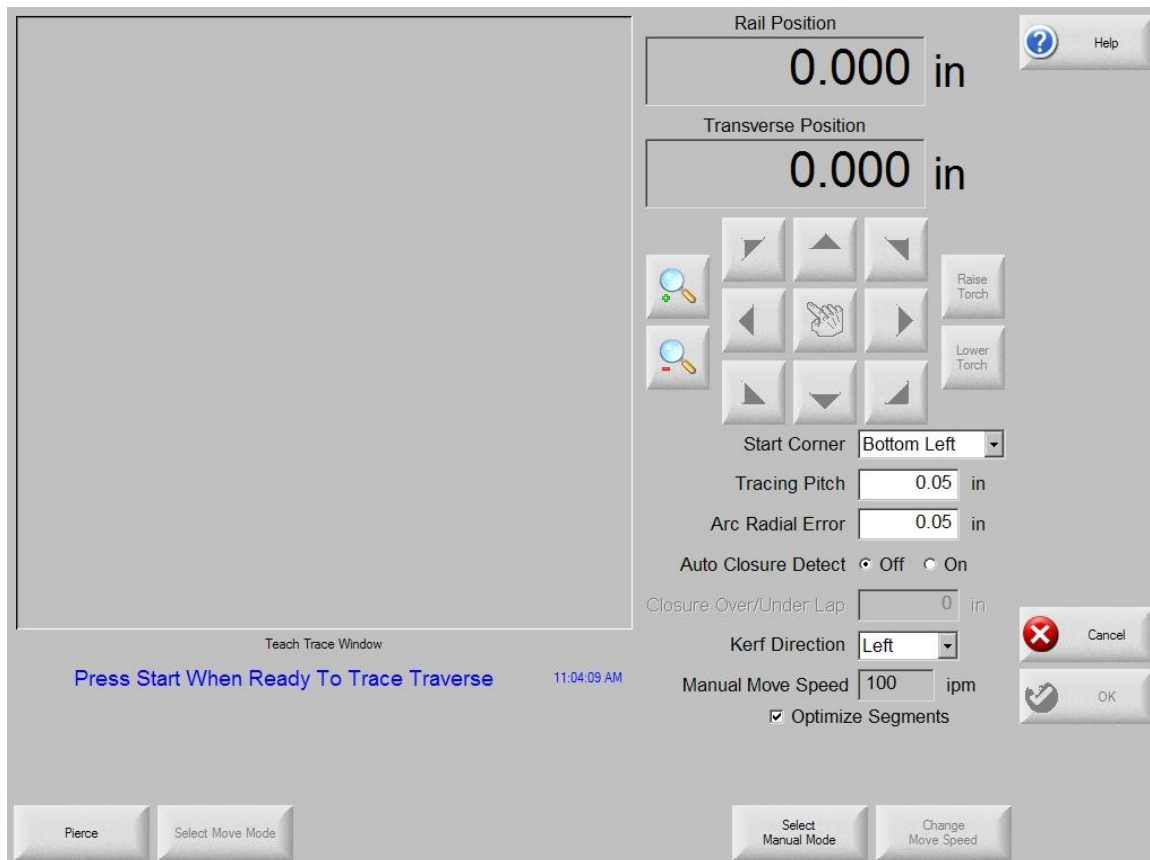 Rail Position
0.000 in
Help
Transverse Position
0.000 in
Raise
Torch
Lower
Torch
Start Corner Bottom Left
Tracing Pitch 0.05 in
Arc Radial Error 0.05 in
Auto Closure Detect Off On
Closure Over/Under Lap 0 in
Teach Trace Window
Kerf Direction Left
Cancel
Press Start When Ready To Trace Traverse 11:04:09 AM
Manual Move Speed 100 ipm
OK
Optimize Segments
Pierce
Select Move Mode
Select
Manual Mode
Change
Move Speed